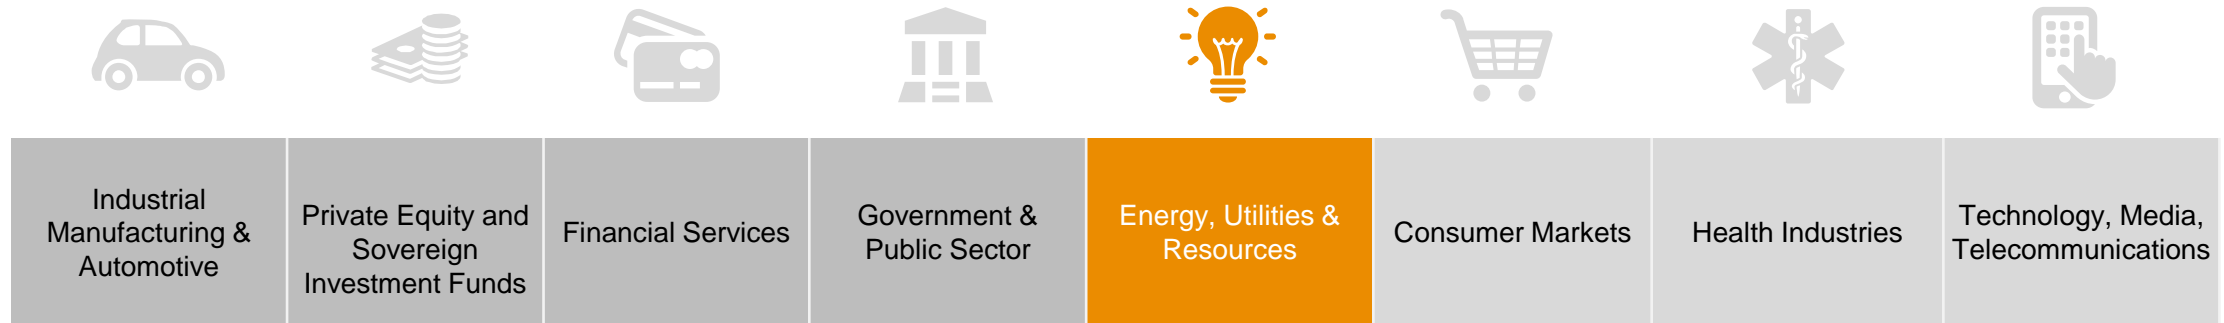 Industrial
Manufacturing &
Automotive
Private Equity and
Sovereign
Investment Funds
Financial Services
Government &
Public Sector
Energy, Utilities &
Resources
Consumer Markets
Health Industries
Technology, Media,
Telecommunications